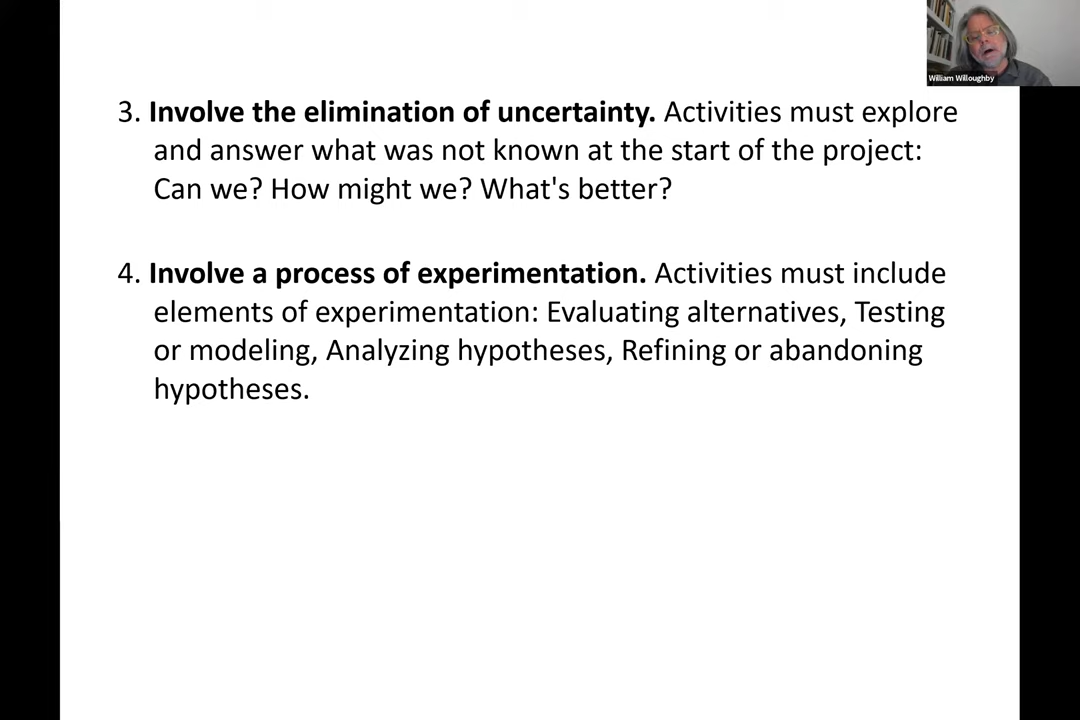 William Willoughby
3. Involve the elimination of uncertainty. Activities must explore
and answer what was not known at the start of the project:
Can we? How might we? What's better?
4. Involve a process of experimentation. Activities must include
elements of experimentation: Evaluating alternatives, Testing
or modeling, Analyzing hypotheses, Refining or abandoning
hypotheses.